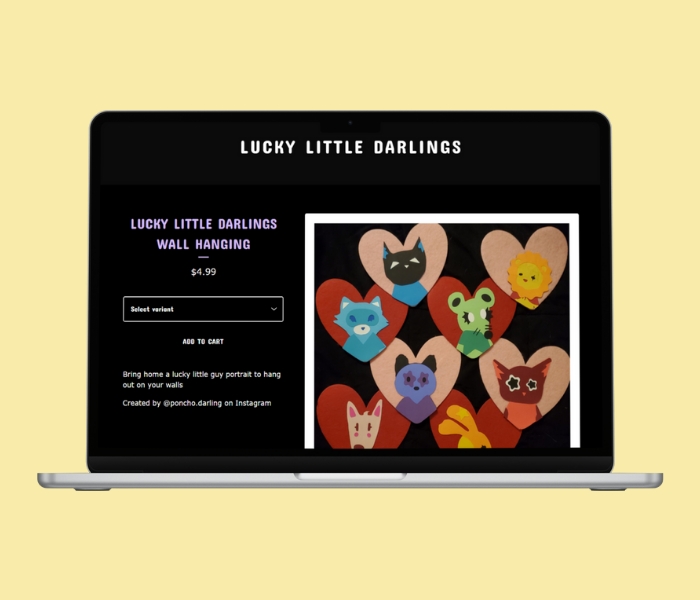 LUCKY LITTLE DARLINGS
LUCKY LITTLE DARLINGS
WALL HANGING
$4.99
Select variant
ADD TO CART
Bring home a lucky little guy portrait to hang
out on your walls
Created by @poncho.darling on Instagram